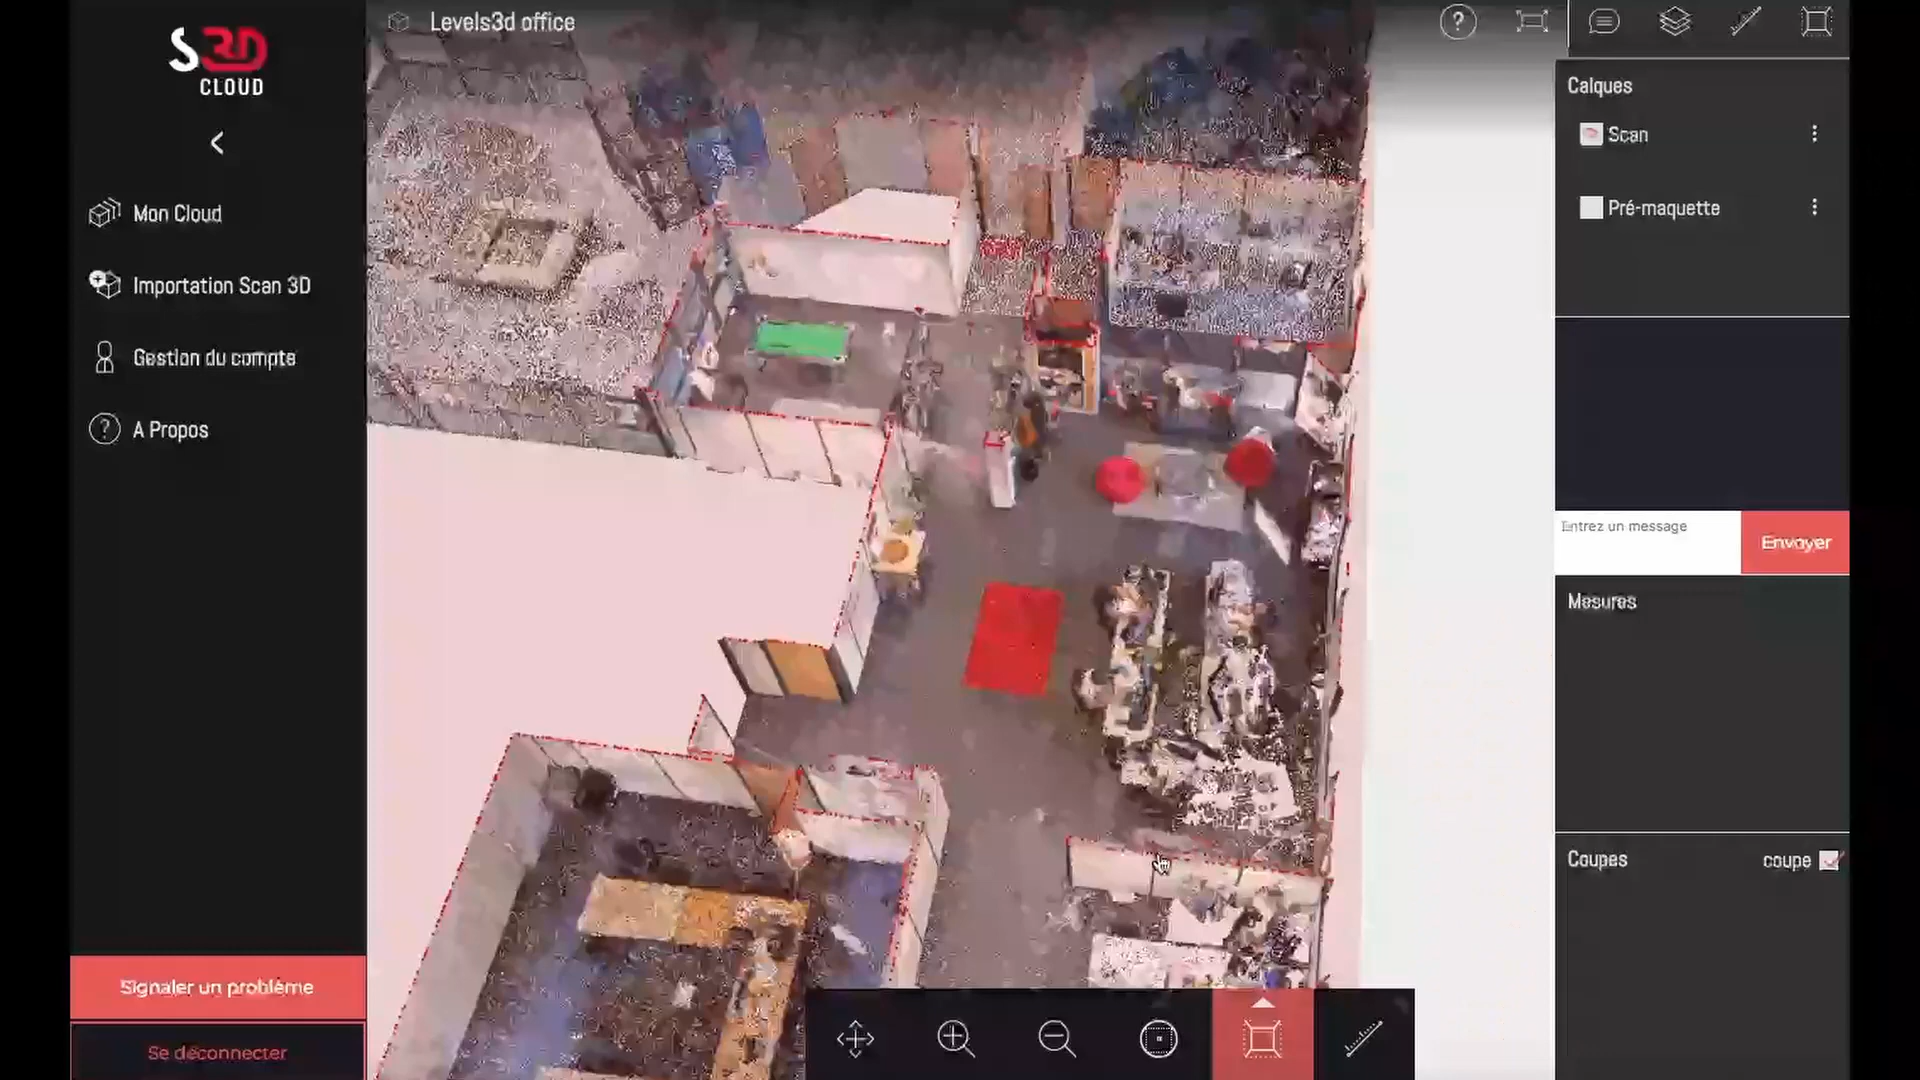 S3D
CLOUD
Mon Cloud
Importation Scan 3D
Gestion du compte
A Propos
Signaler un problème
Se déconnecter
Levels3d office
Calques
Scan
Pré-maquette
Entrez un message
Envoyer
Mesures
Coupes
coupe